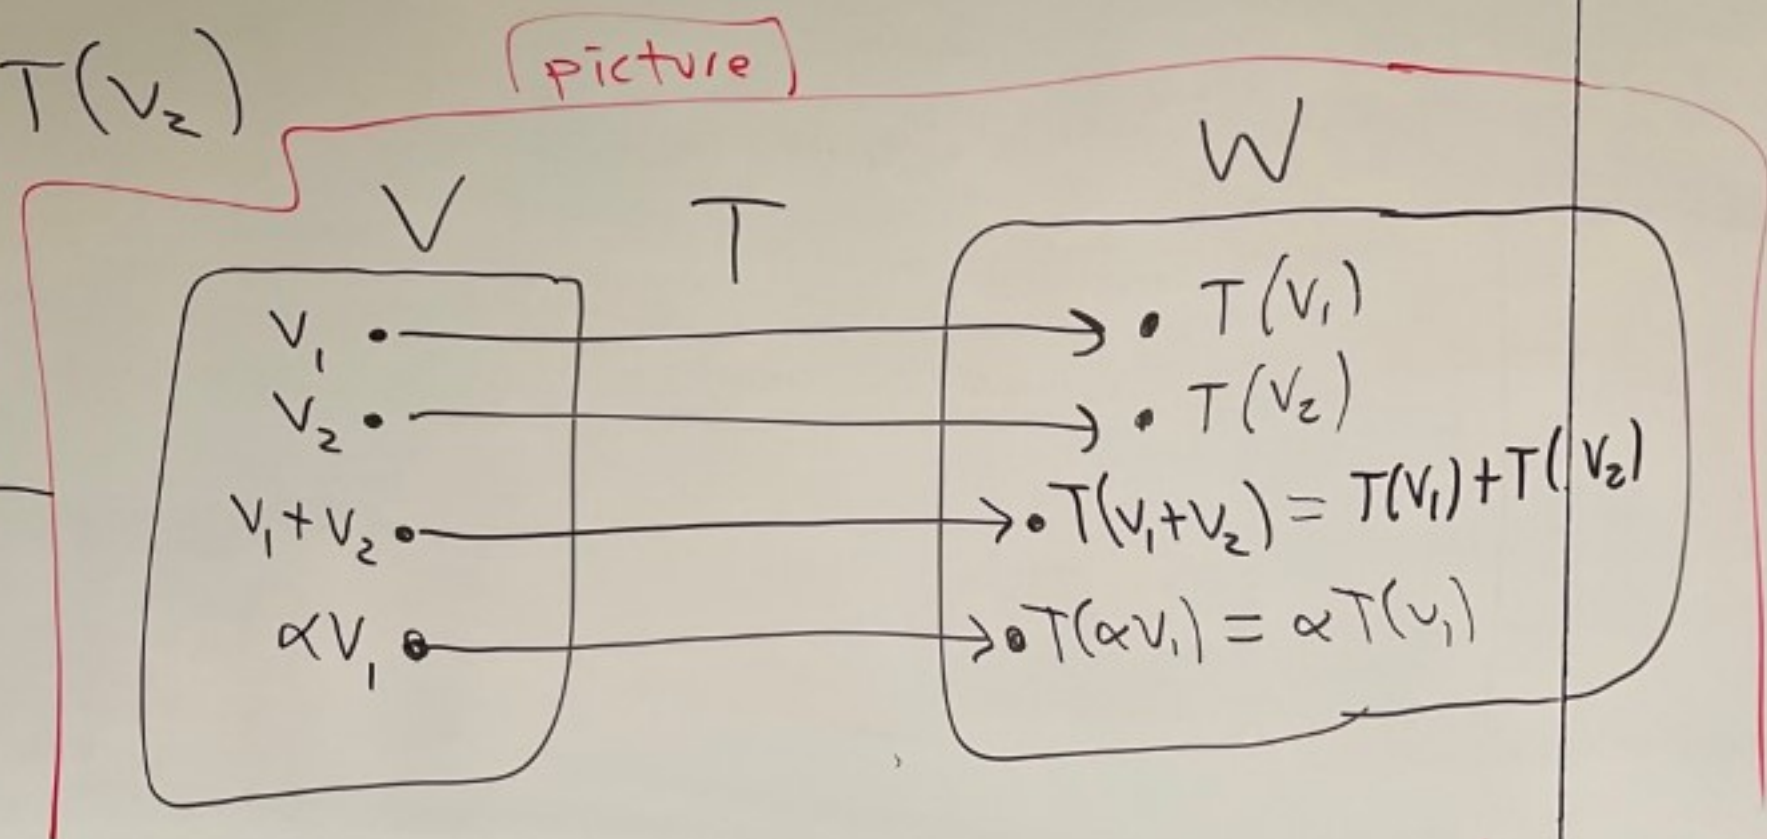 T(v₂)
picture
V T W
v₁ • → • T(v₁)
v₂ • → • T(v₂)
v₁+v₂ • → • T(v₁+v₂) = T(v₁)+T(v₂)
αv₁ • → • T(αv₁) = αT(v₁)